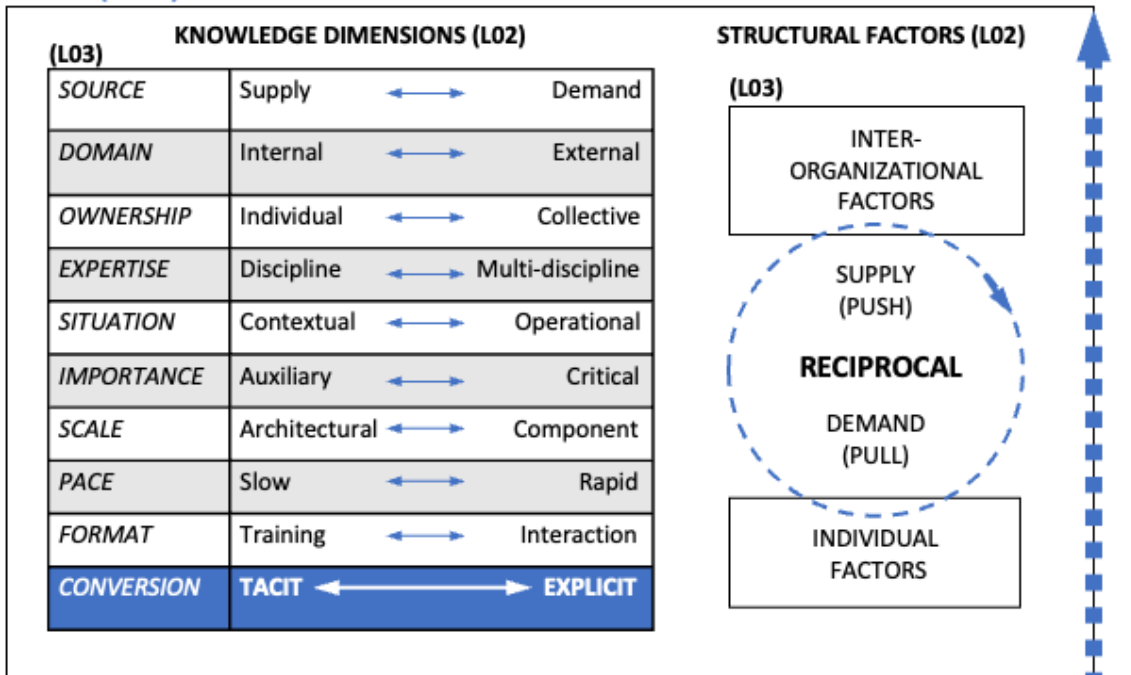 KNOWLEDGE DIMENSIONS (L02)
(L03)
SOURCE Supply Demand
DOMAIN Internal External
OWNERSHIP Individual Collective
EXPERTISE Discipline Multi-discipline
SITUATION Contextual Operational
IMPORTANCE Auxiliary Critical
SCALE Architectural Component
PACE Slow Rapid
FORMAT Training Interaction
CONVERSION TACIT EXPLICIT
STRUCTURAL FACTORS (L02)
(L03)
INTER-
ORGANIZATIONAL
FACTORS
SUPPLY
(PUSH)
RECIPROCAL
DEMAND
(PULL)
INDIVIDUAL
FACTORS